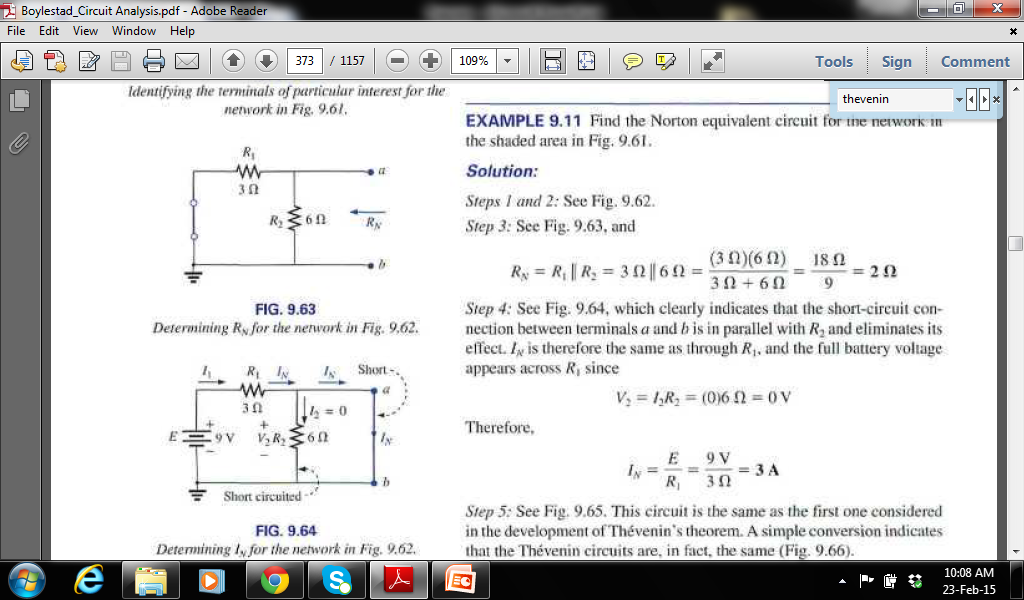 Boylestad_Circuit Analysis.pdf - Adobe Reader
File Edit View Window Help
373 / 1157 109% Tools Sign Comment
thevenin
Identifying the terminals of particular interest for the
network in Fig. 9.61.
R₁
3 Ω
a
R₂ 6 Ω
R_N
b
FIG. 9.63
Determining R_N for the network in Fig. 9.62.
I₁ R₁ I_N I_N Short
a
3 Ω
I₂ = 0
+ +
E 9 V V₂ R₂ 6 Ω I_N
– –
b
Short circuited
FIG. 9.64
Determining I_N for the network in Fig. 9.62.
EXAMPLE 9.11 Find the Norton equivalent circuit for the network in
the shaded area in Fig. 9.61.
Solution:
Steps 1 and 2: See Fig. 9.62.
Step 3: See Fig. 9.63, and
R_N = R₁ ‖ R₂ = 3 Ω ‖ 6 Ω = (3 Ω)(6 Ω) / 3 Ω + 6 Ω = 18 Ω / 9 = 2 Ω
Step 4: See Fig. 9.64, which clearly indicates that the short-circuit con-
nection between terminals a and b is in parallel with R₂ and eliminates its
effect. I_N is therefore the same as through R₁, and the full battery voltage
appears across R₁ since
V₂ = I₂R₂ = (0)6 Ω = 0 V
Therefore,
I_N = E / R₁ = 9 V / 3 Ω = 3 A
Step 5: See Fig. 9.65. This circuit is the same as the first one considered
in the development of Thévenin's theorem. A simple conversion indicates
that the Thévenin circuits are, in fact, the same (Fig. 9.66).
10:08 AM
23-Feb-15